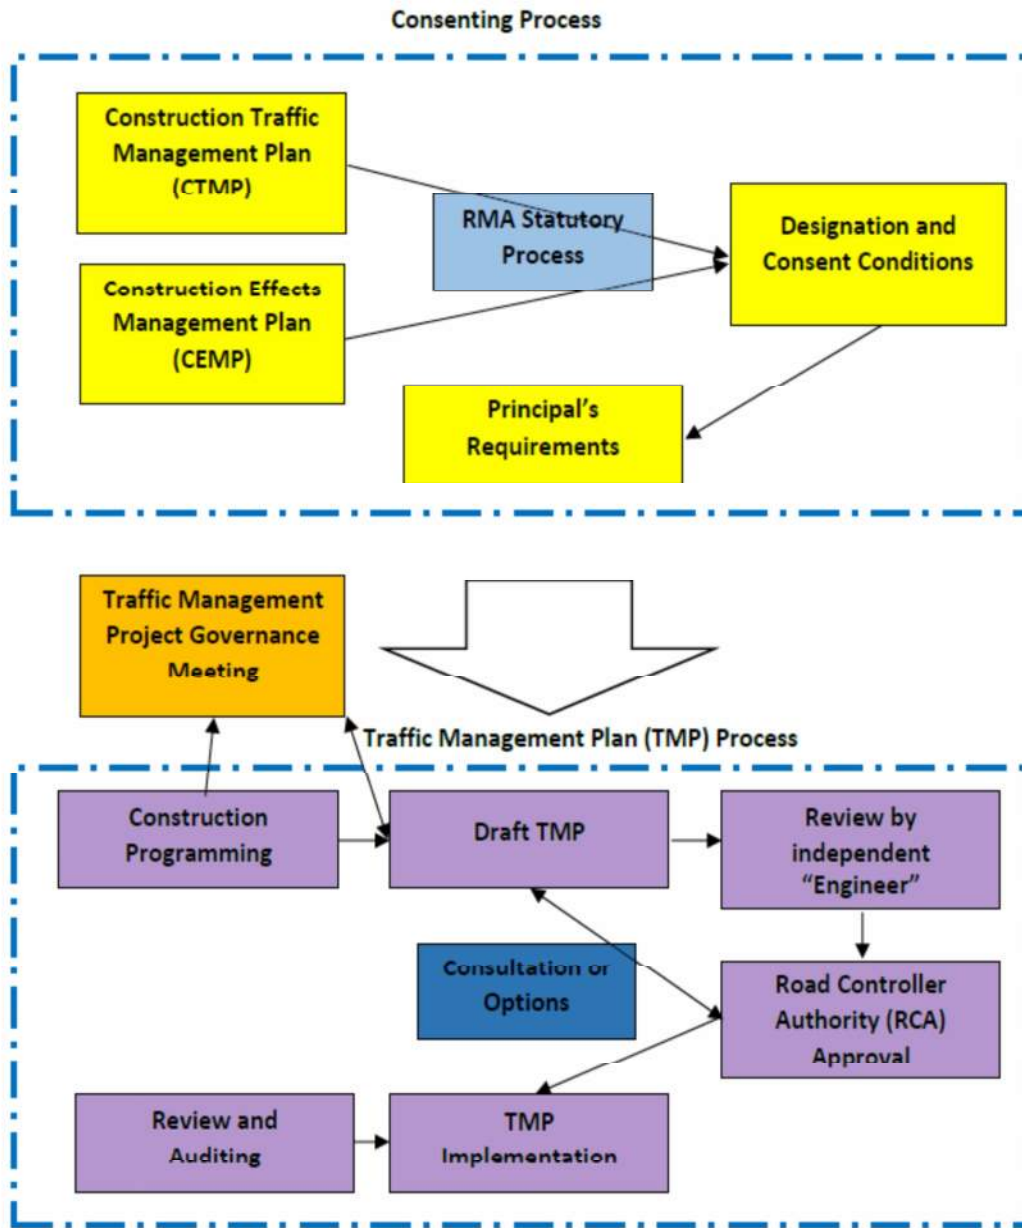 Consenting Process
Construction Traffic
Management Plan
(CTMP)
RMA Statutory
Process
Designation and
Consent Conditions
Construction Effects
Management Plan
(CEMP)
Principal's
Requirements
Traffic Management
Project Governance
Meeting
Traffic Management Plan (TMP) Process
Construction
Programming
Draft TMP
Review by
independent
“Engineer”
Consultation or
Options
Road Controller
Authority (RCA)
Approval
Review and
Auditing
TMP
Implementation